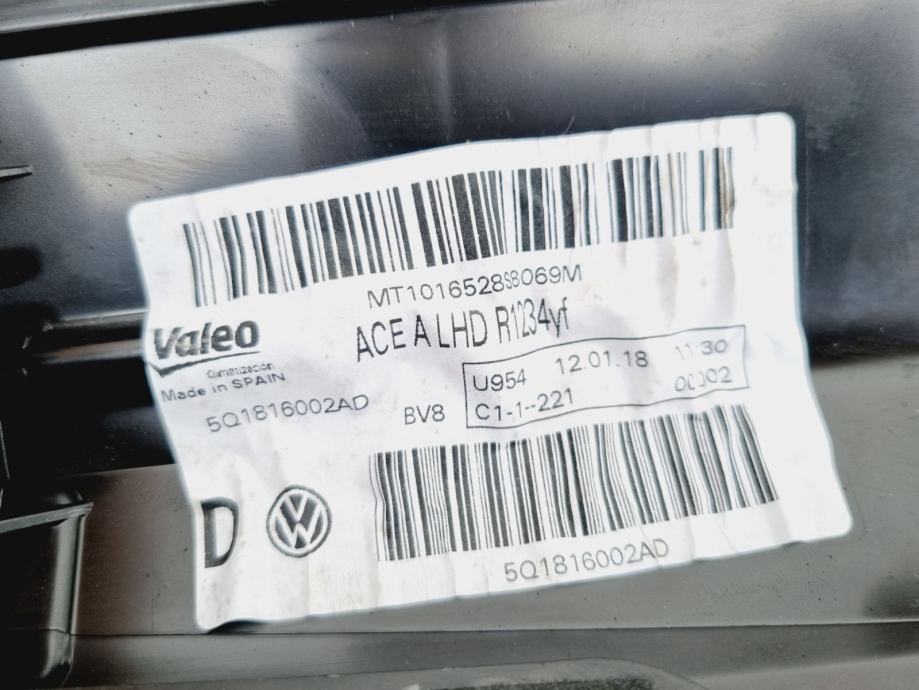 MT1016528S8069M
Valeo
Climatización
Made in SPAIN
ACE A LHD R1234yf
5Q1816002AD
BV8
U954 12.01.18 11:30
C1-1--221 00002
D
5Q1816002AD